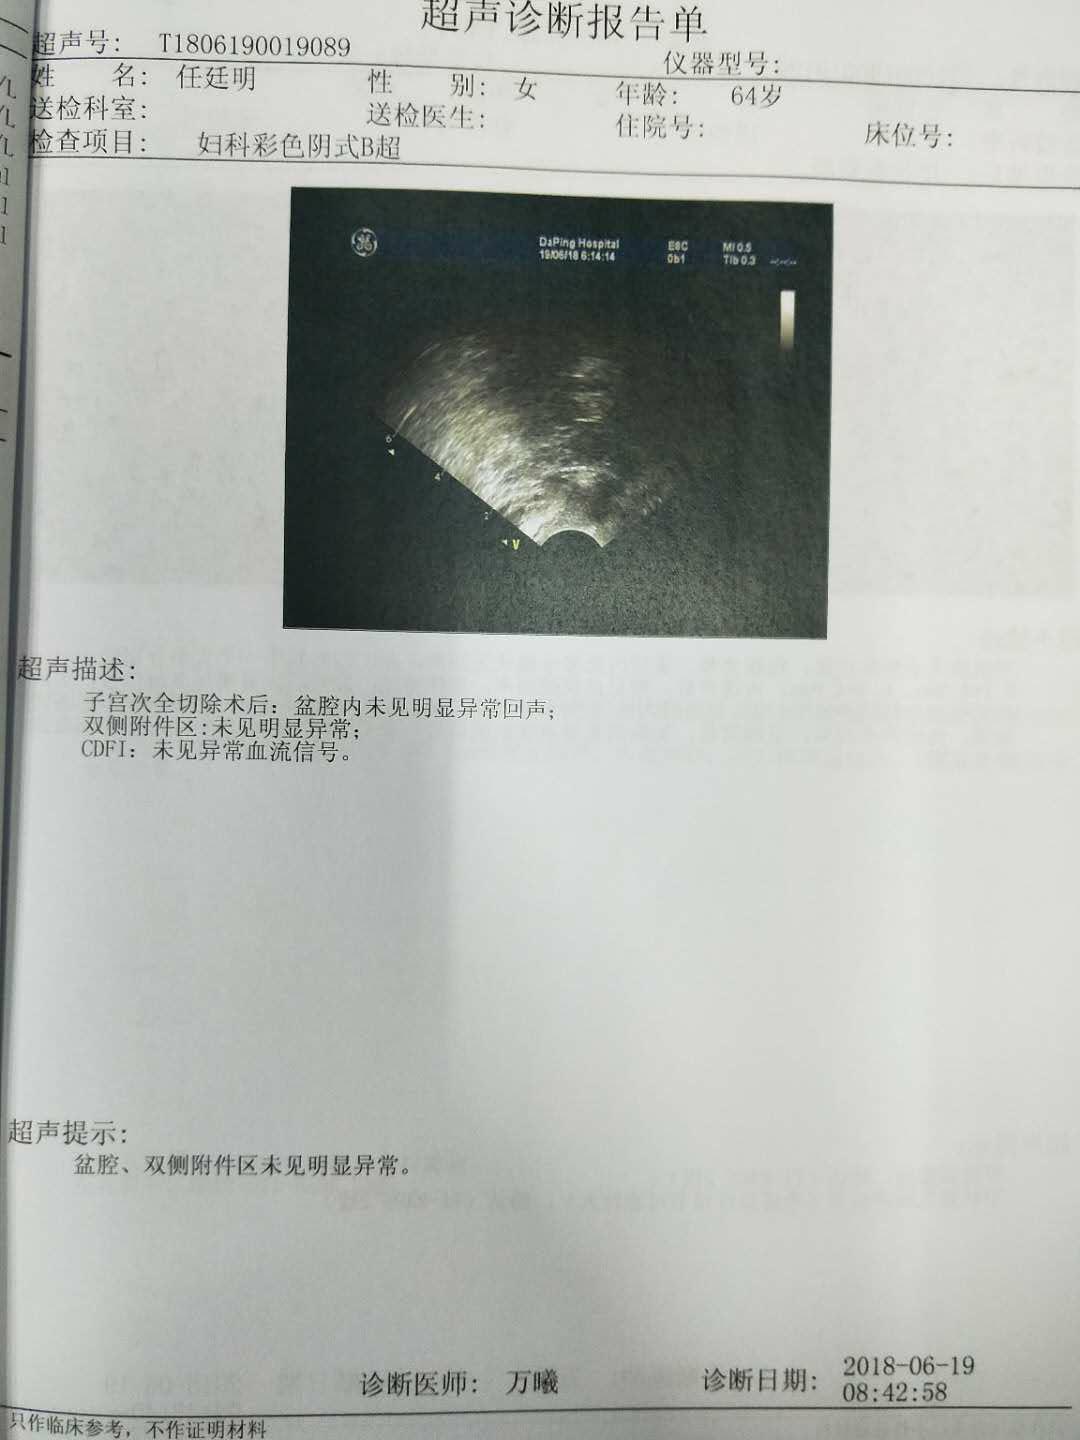 超声诊断报告单
超声号: T1806190019089 仪器型号:
姓 名: 任廷明 性 别: 女 年龄: 64岁
送检科室: 送检医生: 住院号: 床位号:
检查项目: 妇科彩色阴式B超
DaPing Hospital E8C MI 0.5
19/06/18 6:14:14 0b1 TIb 0.3
6
4
2
V
超声描述:
子宫次全切除术后: 盆腔内未见明显异常回声;
双侧附件区:未见明显异常;
CDFI: 未见异常血流信号。
超声提示:
盆腔、双侧附件区未见明显异常。
诊断医师: 万曦 诊断日期: 2018-06-19
08:42:58
只作临床参考, 不作证明材料